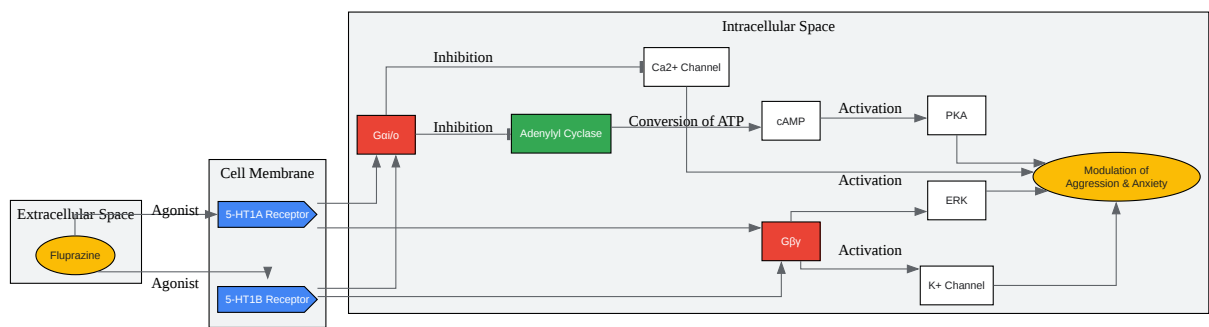 Intracellular Space
Inhibition
Ca2+ Channel
Gαi/o
Inhibition
Adenylyl Cyclase
Conversion of ATP
cAMP
Activation
PKA
Modulation of
Aggression & Anxiety
Activation
ERK
Gβγ
Activation
K+ Channel
Cell Membrane
5-HT1A Receptor
5-HT1B Receptor
Extracellular Space
Fluprazine
Agonist
Agonist